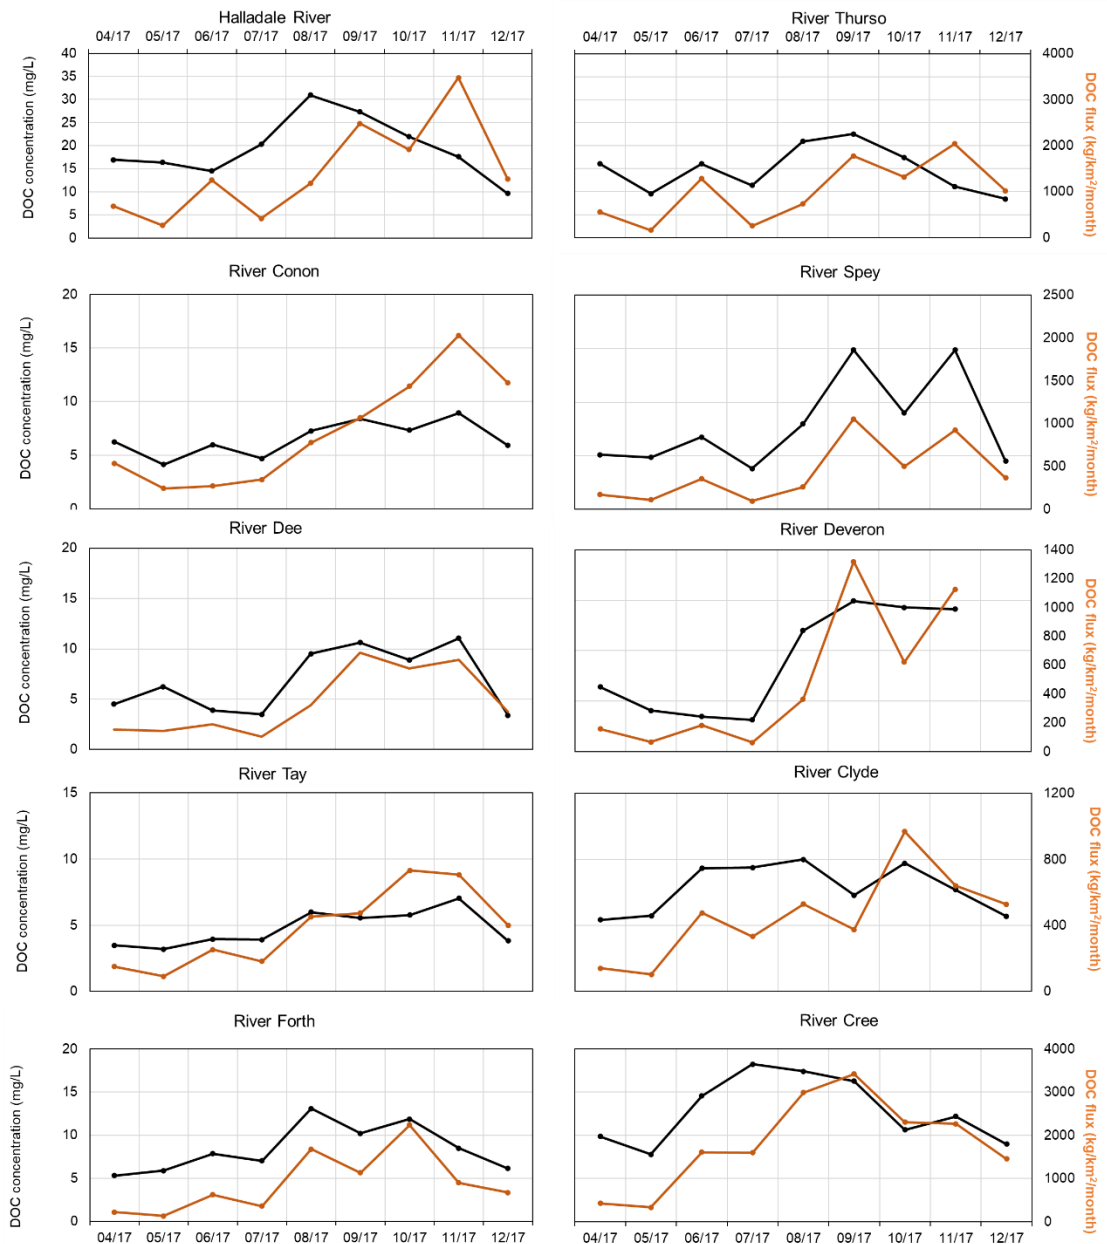 Halladale River
04/17 05/17 06/17 07/17 08/17 09/17 10/17 11/17 12/17
40
35
30
25
20
15
10
5
0
DOC concentration (mg/L)
River Thurso
04/17 05/17 06/17 07/17 08/17 09/17 10/17 11/17 12/17
4000
3000
2000
1000
0
DOC flux (kg/km²/month)
River Conon
20
15
10
5
0
DOC concentration (mg/L)
River Spey
2500
2000
1500
1000
500
0
DOC flux (kg/km²/month)
River Dee
20
15
10
5
0
DOC concentration (mg/L)
River Deveron
1400
1200
1000
800
600
400
200
0
DOC flux (kg/km²/month)
River Tay
15
10
5
0
DOC concentration (mg/L)
River Clyde
1200
800
400
0
DOC flux (kg/km²/month)
River Forth
20
15
10
5
0
DOC concentration (mg/L)
04/17 05/17 06/17 07/17 08/17 09/17 10/17 11/17 12/17
River Cree
4000
3000
2000
1000
0
DOC flux (kg/km²/month)
04/17 05/17 06/17 07/17 08/17 09/17 10/17 11/17 12/17